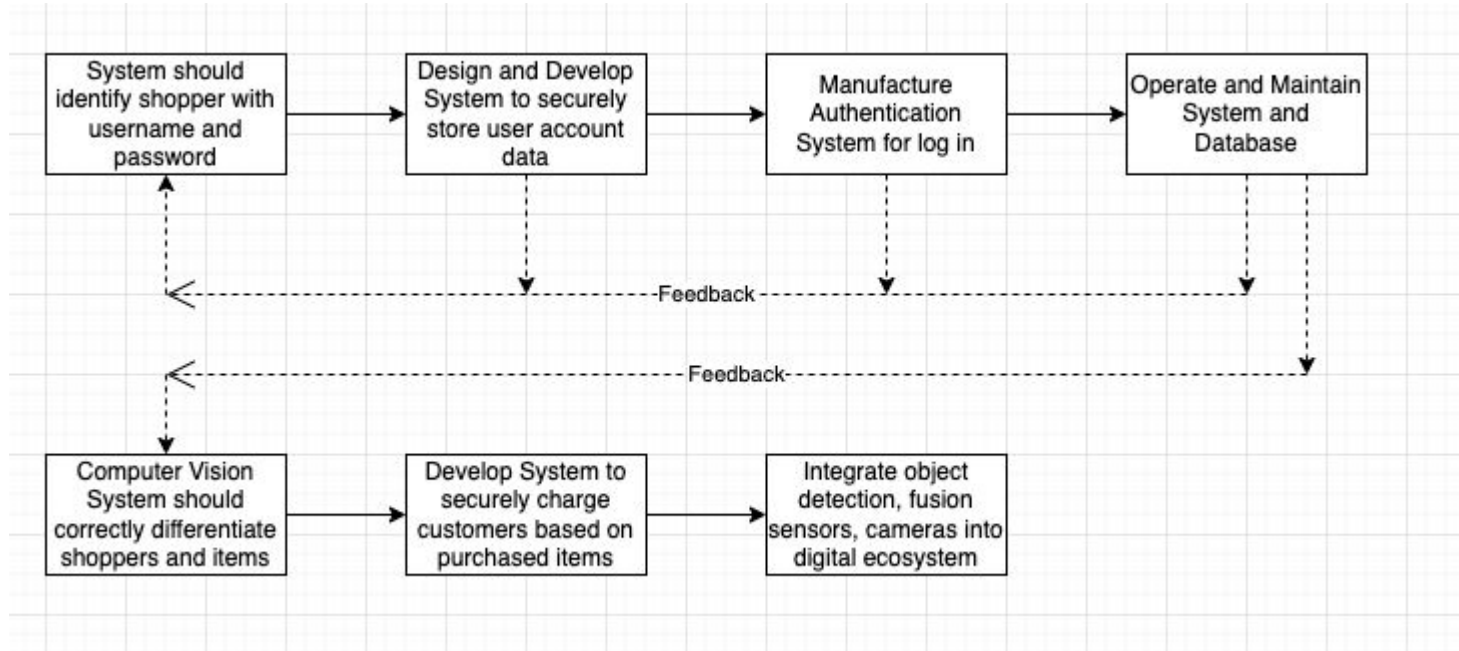 System should
identify shopper with
username and
password
Design and Develop
System to securely
store user account
data
Manufacture
Authentication
System for log in
Operate and Maintain
System and
Database
Feedback
Feedback
Computer Vision
System should
correctly differentiate
shoppers and items
Develop System to
securely charge
customers based on
purchased items
Integrate object
detection, fusion
sensors, cameras into
digital ecosystem